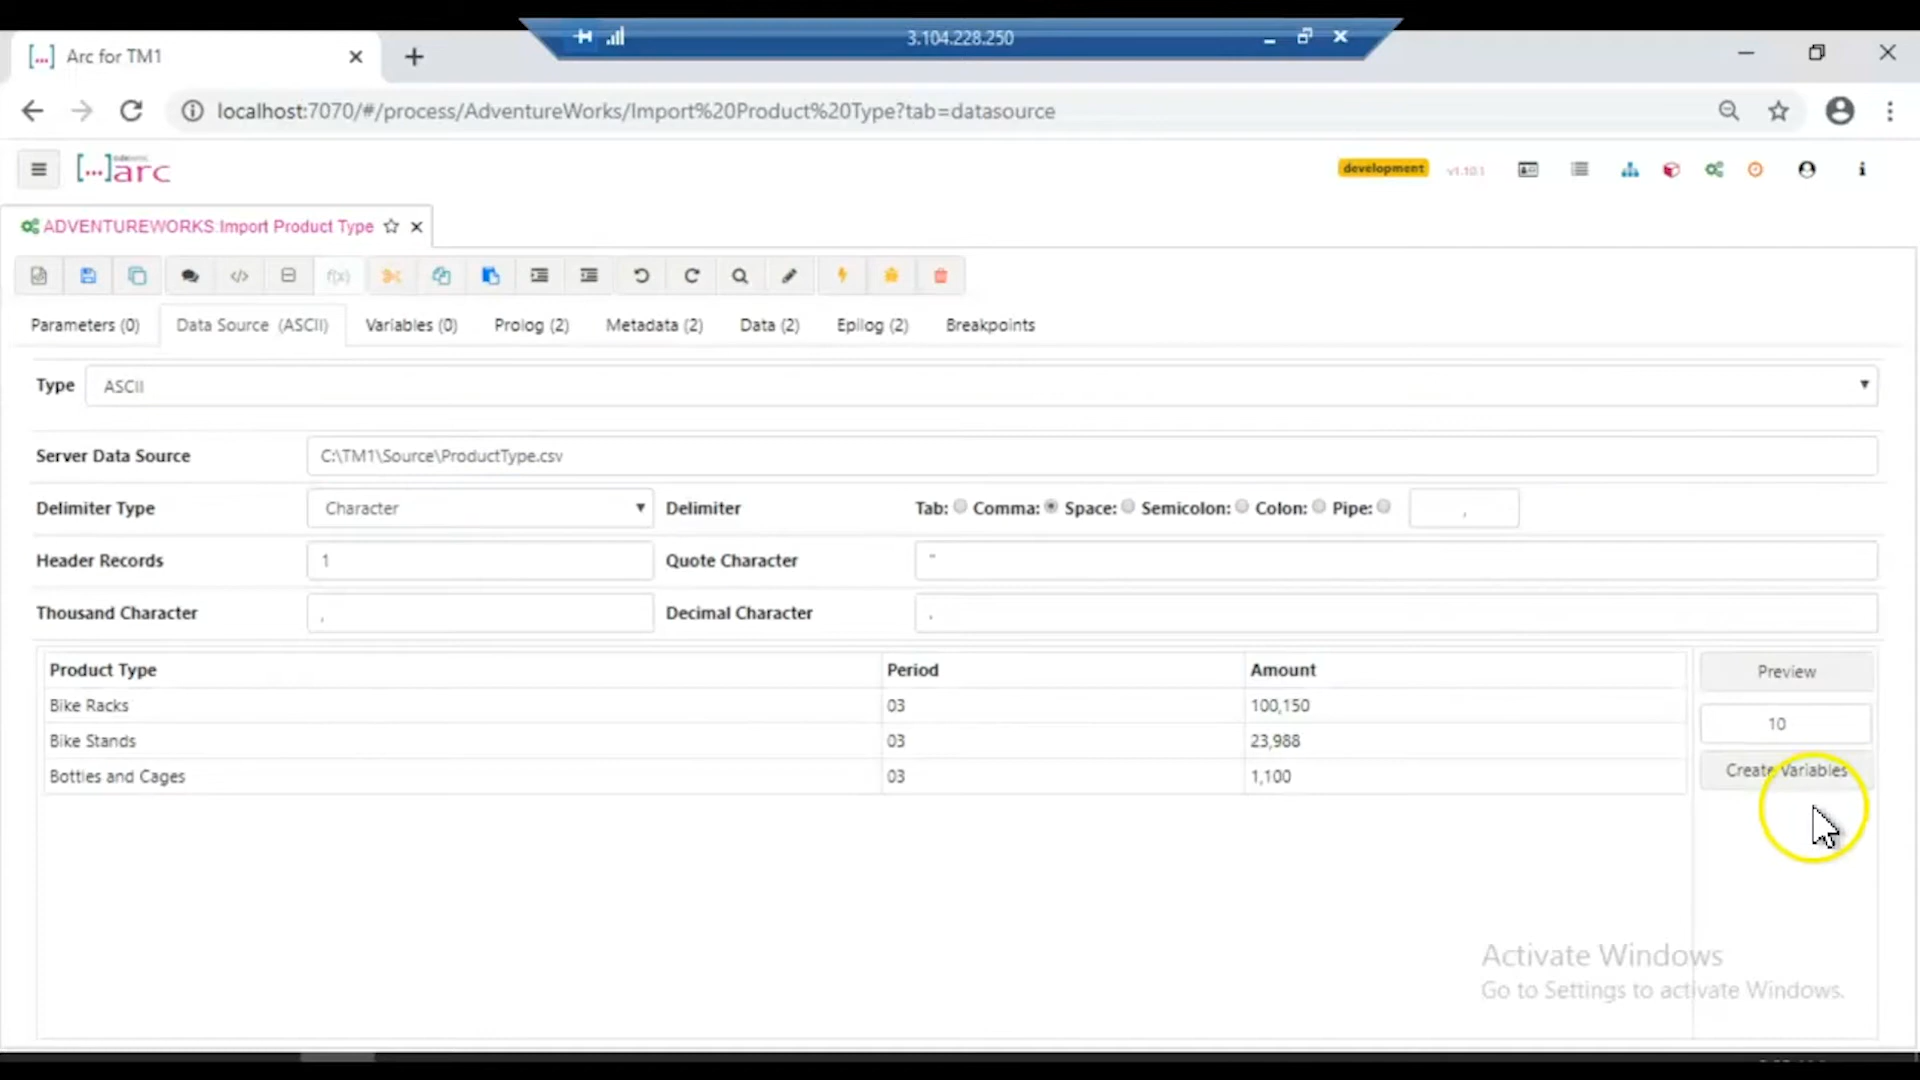 3.104.228.250
[...] Arc for TM1
localhost:7070/#/process/AdventureWorks/Import%20Product%20Type?tab=datasource
[...]arc
development
v1.10.1
ADVENTUREWORKS:Import Product Type
Parameters (0)
Data Source (ASCII)
Variables (0)
Prolog (2)
Metadata (2)
Data (2)
Epilog (2)
Breakpoints
Type ASCII
Server Data Source C:\TM1\Source\ProductType.csv
Delimiter Type Character Delimiter Tab: Comma: Space: Semicolon: Colon: Pipe: ,
Header Records 1 Quote Character "
Thousand Character , Decimal Character .
Product Type Period Amount
Bike Racks 03 100,150
Bike Stands 03 23,988
Bottles and Cages 03 1,100
Preview
10
Create Variables
Activate Windows
Go to Settings to activate Windows.